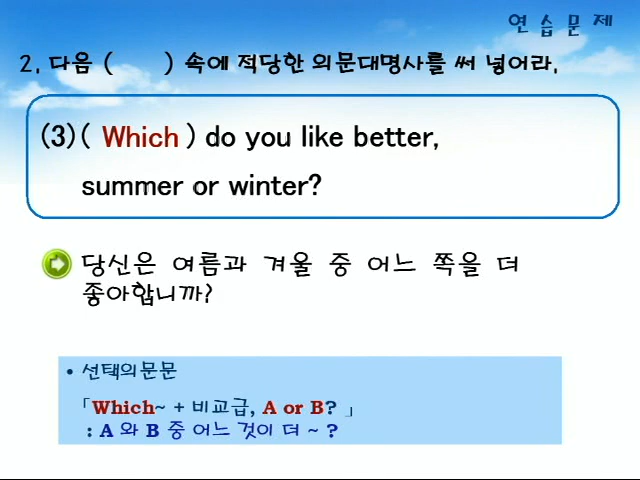 연습문제
2. 다음 (      ) 속에 적당한 의문대명사를 써 넣어라.
(3)( Which ) do you like better,
summer or winter?
당신은 여름과 겨울 중 어느 쪽을 더
좋아합니까?
• 선택의문문
「Which~ + 비교급, A or B? 」
: A 와 B 중 어느 것이 더 ~ ?